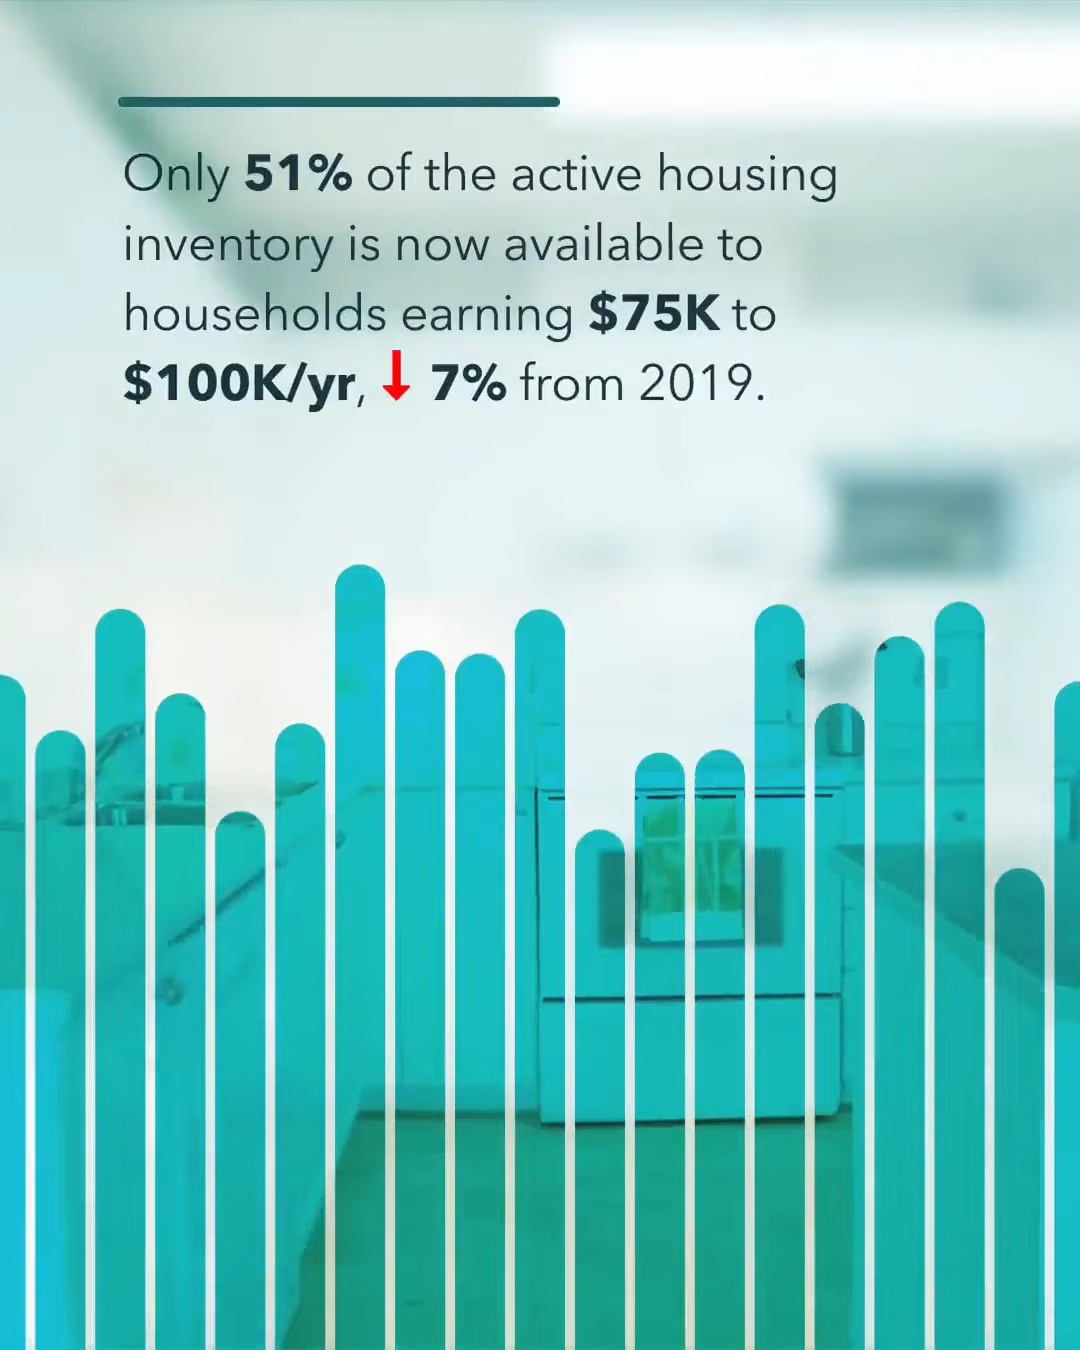 Only 51% of the active housing
inventory is now available to
households earning $75K to
$100K/yr, ↓ 7% from 2019.